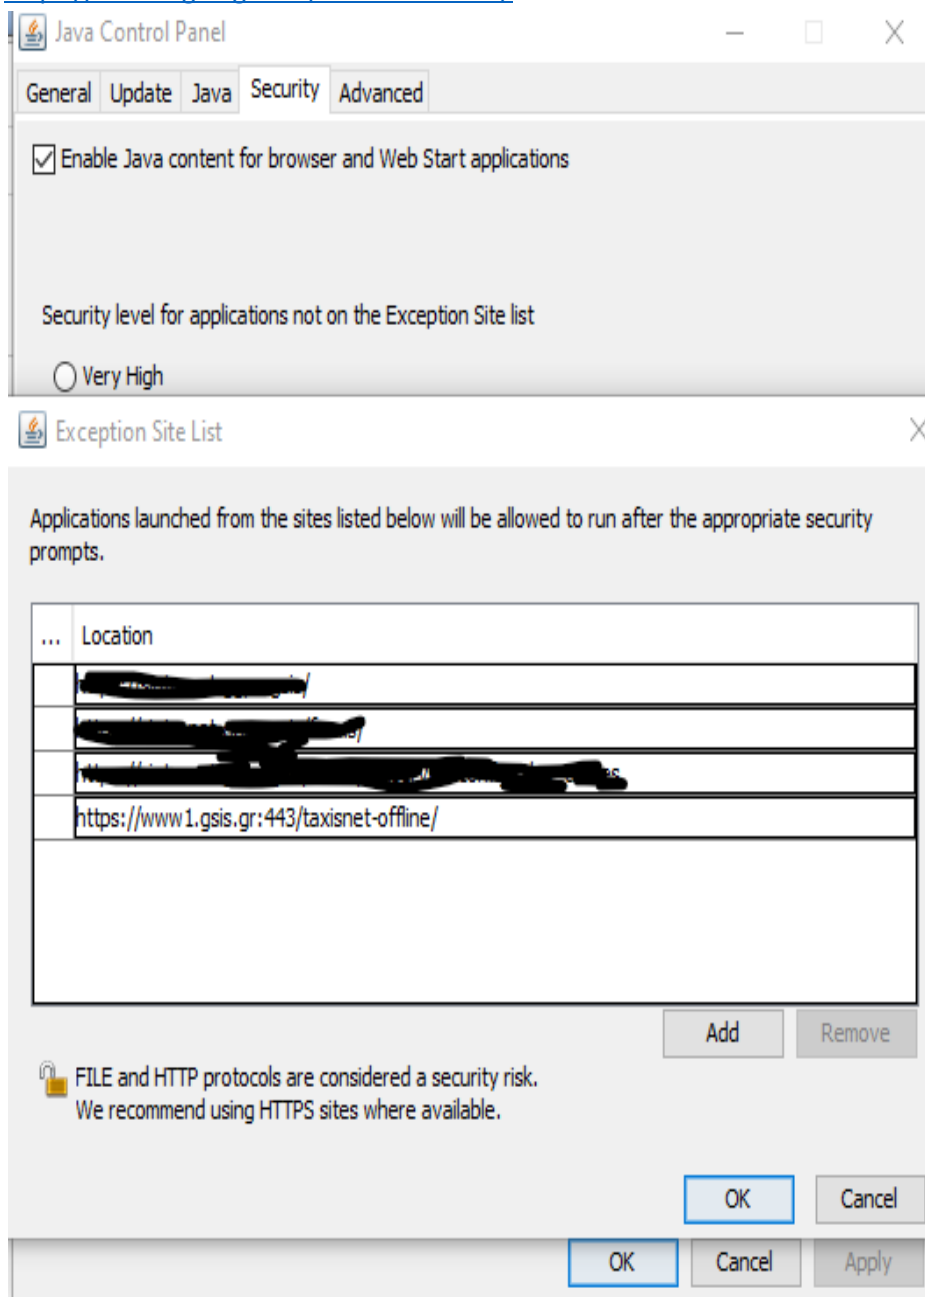 Java Control Panel
General Update Java Security Advanced
Enable Java content for browser and Web Start applications
Security level for applications not on the Exception Site list
Very High
Exception Site List
Applications launched from the sites listed below will be allowed to run after the appropriate security
prompts.
... Location
https://www1.gsis.gr:443/taxisnet-offline/
Add Remove
FILE and HTTP protocols are considered a security risk.
We recommend using HTTPS sites where available.
OK Cancel
OK Cancel Apply